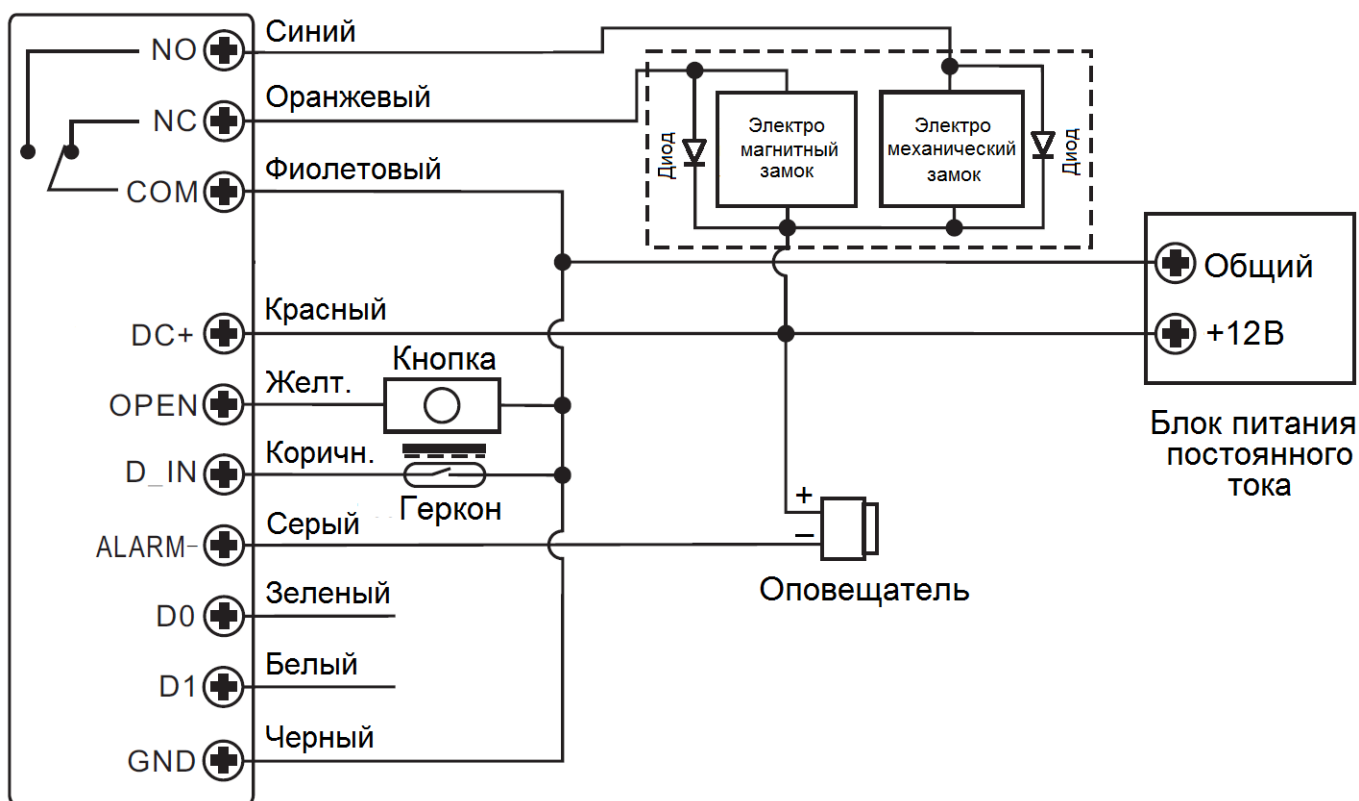 NO
Синий
NC
Оранжевый
COM
Фиолетовый
Диод
Электро
магнитный
замок
Электро
механический
замок
Диод
Общий
+12В
Блок питания
постоянного
тока
DC+
Красный
OPEN
Желт.
Кнопка
D_IN
Коричн.
Геркон
ALARM-
Серый
+
–
Оповещатель
D0
Зеленый
D1
Белый
GND
Черный